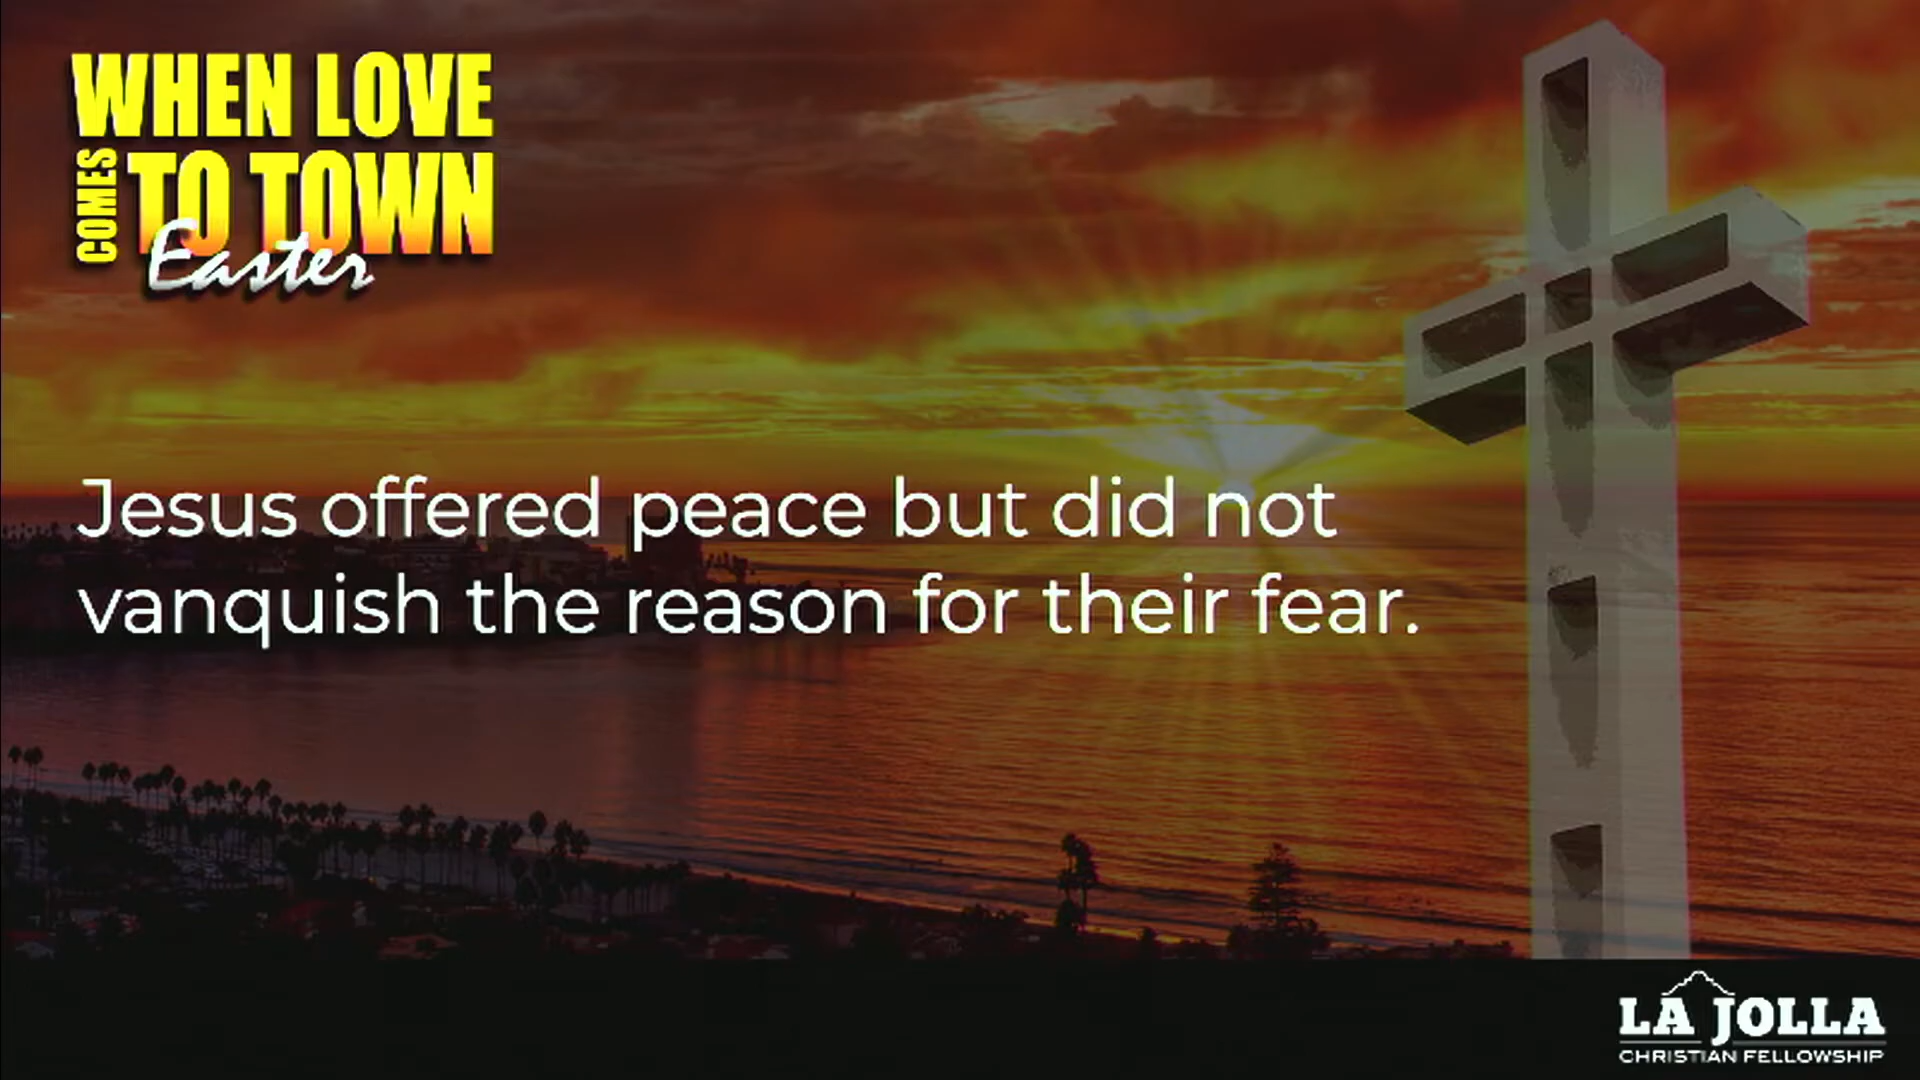 WHEN LOVE
COMES
TO TOWN
Easter
Jesus offered peace but did not
vanquish the reason for their fear.
LA JOLLA
CHRISTIAN FELLOWSHIP